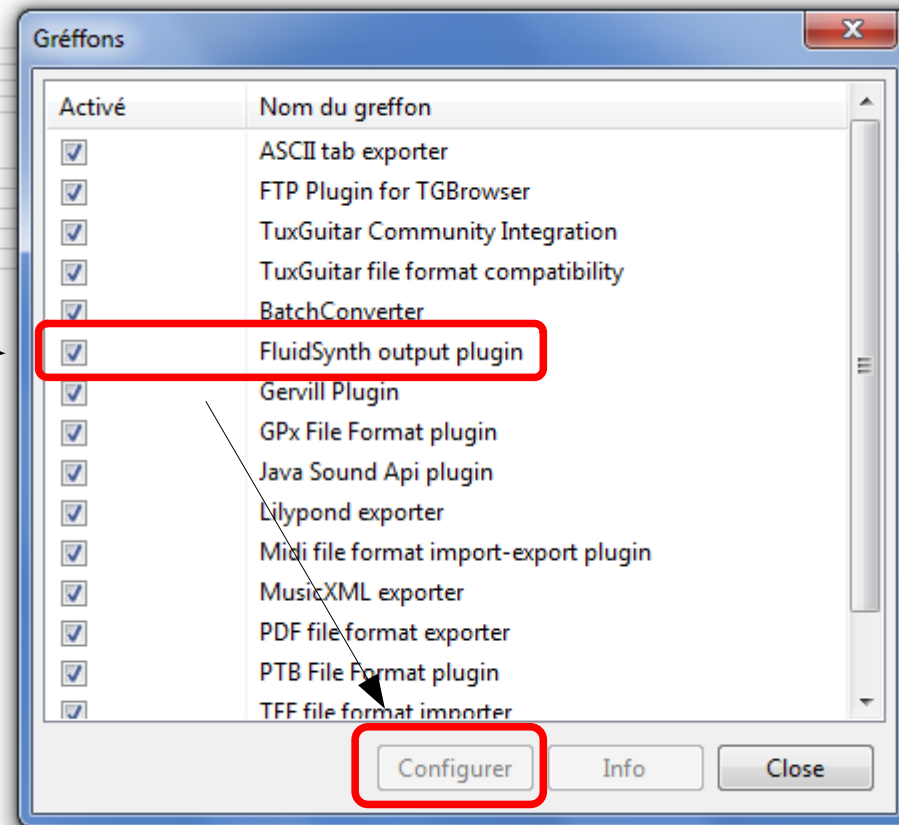 Gréffons
Activé Nom du greffon
ASCII tab exporter
FTP Plugin for TGBrowser
TuxGuitar Community Integration
TuxGuitar file format compatibility
BatchConverter
FluidSynth output plugin
Gervill Plugin
GPx File Format plugin
Java Sound Api plugin
Lilypond exporter
Midi file format import-export plugin
MusicXML exporter
PDF file format exporter
PTB File Format plugin
TEF file format importer
Configurer Info Close